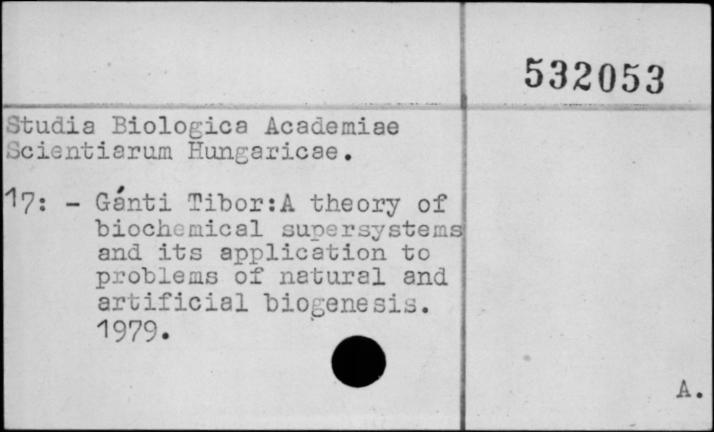 532053
Studia Biologica Academiae
Scientiarum Hungaricae.
17: - Gánti Tibor:A theory of
biochemical supersystems
and its application to
problems of natural and
artificial biogenesis.
1979.
A.